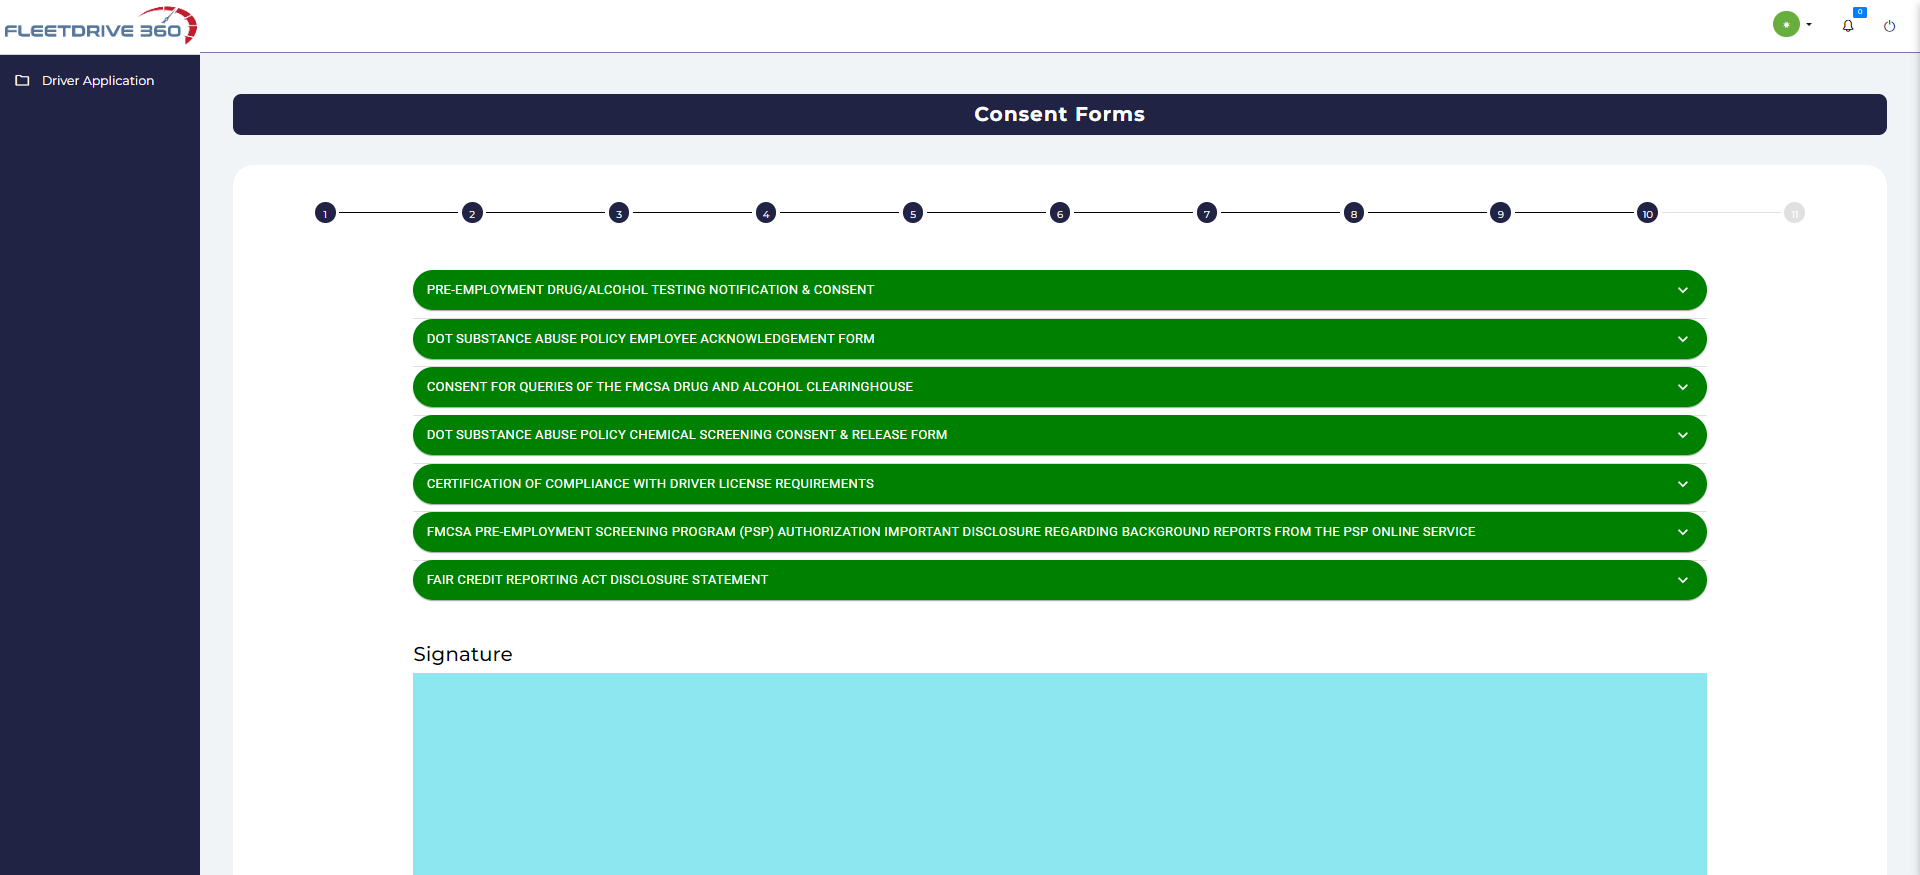 FLEETDRIVE 360
0
Driver Application
Consent Forms
1 2 3 4 5 6 7 8 9 10 11
PRE-EMPLOYMENT DRUG/ALCOHOL TESTING NOTIFICATION & CONSENT
DOT SUBSTANCE ABUSE POLICY EMPLOYEE ACKNOWLEDGEMENT FORM
CONSENT FOR QUERIES OF THE FMCSA DRUG AND ALCOHOL CLEARINGHOUSE
DOT SUBSTANCE ABUSE POLICY CHEMICAL SCREENING CONSENT & RELEASE FORM
CERTIFICATION OF COMPLIANCE WITH DRIVER LICENSE REQUIREMENTS
FMCSA PRE-EMPLOYMENT SCREENING PROGRAM (PSP) AUTHORIZATION IMPORTANT DISCLOSURE REGARDING BACKGROUND REPORTS FROM THE PSP ONLINE SERVICE
FAIR CREDIT REPORTING ACT DISCLOSURE STATEMENT
Signature